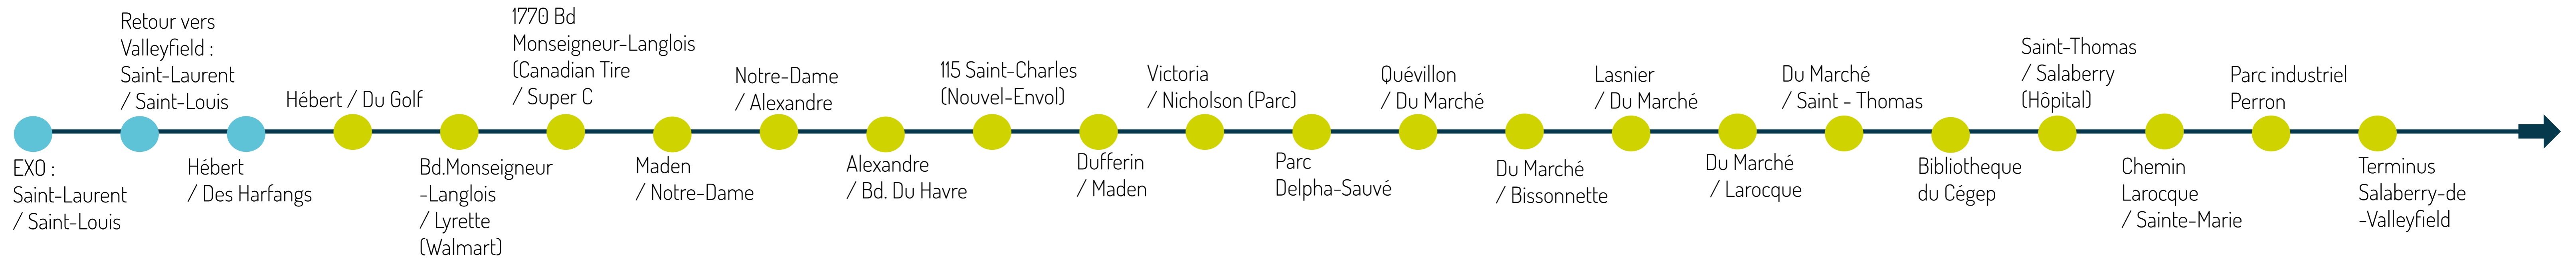 EXO :
Saint-Laurent
/ Saint-Louis
Retour vers
Valleyfield :
Saint-Laurent
/ Saint-Louis
Hébert
/ Des Harfangs
Hébert / Du Golf
Bd.Monseigneur
-Langlois
/ Lyrette
(Walmart)
1770 Bd
Monseigneur-Langlois
(Canadian Tire
/ Super C
Maden
/ Notre-Dame
Notre-Dame
/ Alexandre
Alexandre
/ Bd. Du Havre
115 Saint-Charles
(Nouvel-Envol)
Dufferin
/ Maden
Victoria
/ Nicholson (Parc)
Parc
Delpha-Sauvé
Quévillon
/ Du Marché
Du Marché
/ Bissonnette
Lasnier
/ Du Marché
Du Marché
/ Larocque
Du Marché
/ Saint - Thomas
Bibliotheque
du Cégep
Saint-Thomas
/ Salaberry
(Hôpital)
Chemin
Larocque
/ Sainte-Marie
Parc industriel
Perron
Terminus
Salaberry-de
-Valleyfield